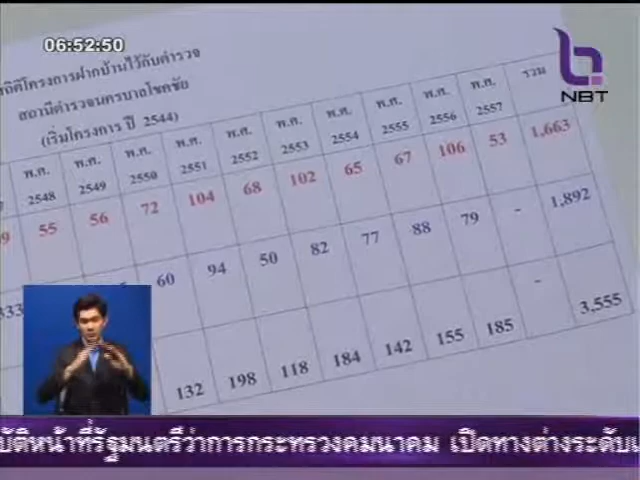 06:52:50
NBT
สถิติโครงการฝากบ้านไว้กับตำรวจ
สถานีตำรวจนครบาลโชคชัย
(เริ่มโครงการ ปี 2544)
พ.ศ. 2548 พ.ศ. 2549 พ.ศ. 2550 พ.ศ. 2551 พ.ศ. 2552 พ.ศ. 2553 พ.ศ. 2554 พ.ศ. 2555 พ.ศ. 2556 พ.ศ. 2557 รวม
55 56 72 104 68 102 65 67 106 53 1,663
60 94 50 82 77 88 79 - 1,892
132 198 118 184 142 155 185 - 3,555
บัติหน้าที่รัฐมนตรีว่าการกระทรวงคมนาคม เปิดทางต่างระดับ